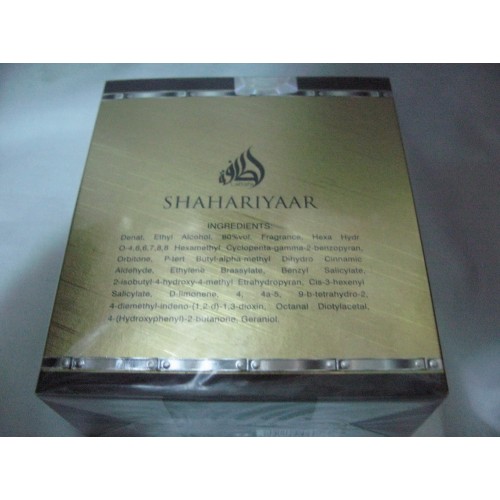 لطافة
SHAHARIYAAR
INGREDIENTS:
Denat, Ethyl Alcohol, 80%vol, Fragrance, Hexa Hydr
O-4,6,6,7,8,8 Hexamethyl, Cyclopenta-gamma-2-benzopyran,
Orbitone, P-tert Butyl-alpha-methyl Dihydro Cinnamic
Aldehyde, Ethylene Brassylate, Benzyl Salicylate,
2-isobutyl-4-hydroxy-4-methyl Etrahydropyran, Cis-3-hexenyl
Salicylate, D-limonene, 4, 4a-5, 9-b-tetrahydro-2,
4-diemethyl-indeno-(1,2-d)-1,3-dioxin, Octanal Diotylacetal,
4-(Hydroxyphenyl)-2-butanone, Geraniol.